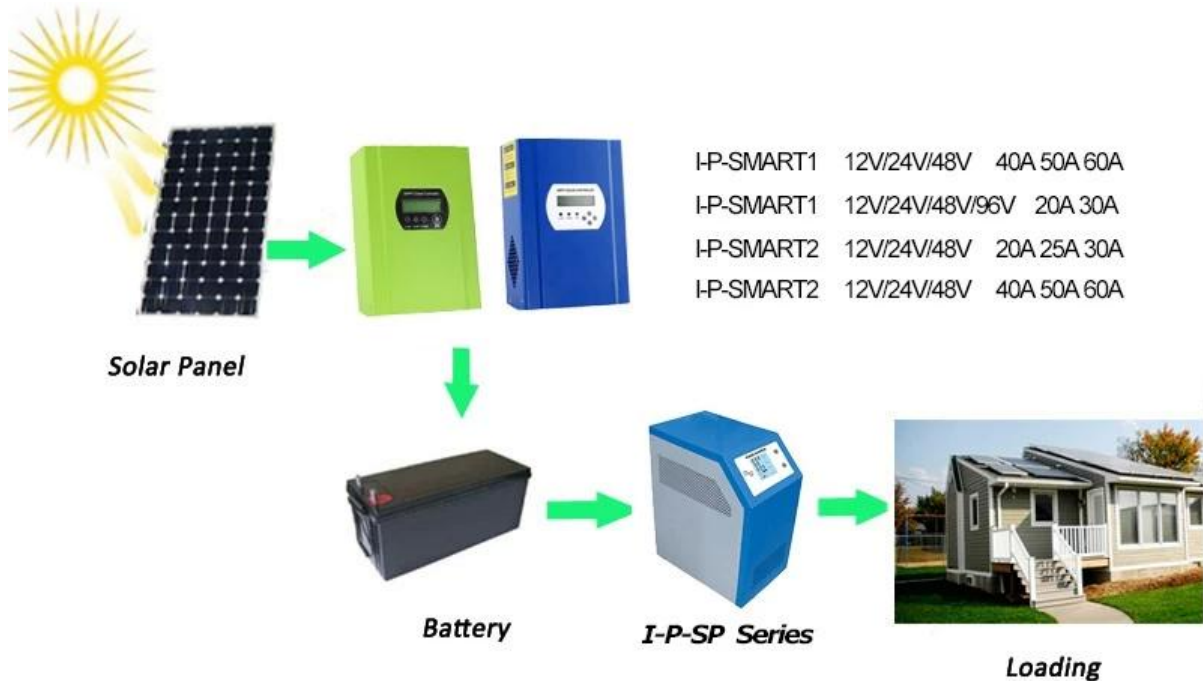 I-P-SMART1 12V/24V/48V 40A 50A 60A
I-P-SMART1 12V/24V/48V/96V 20A 30A
I-P-SMART2 12V/24V/48V 20A 25A 30A
I-P-SMART2 12V/24V/48V 40A 50A 60A
Solar Panel
Battery
I-P-SP Series
Loading